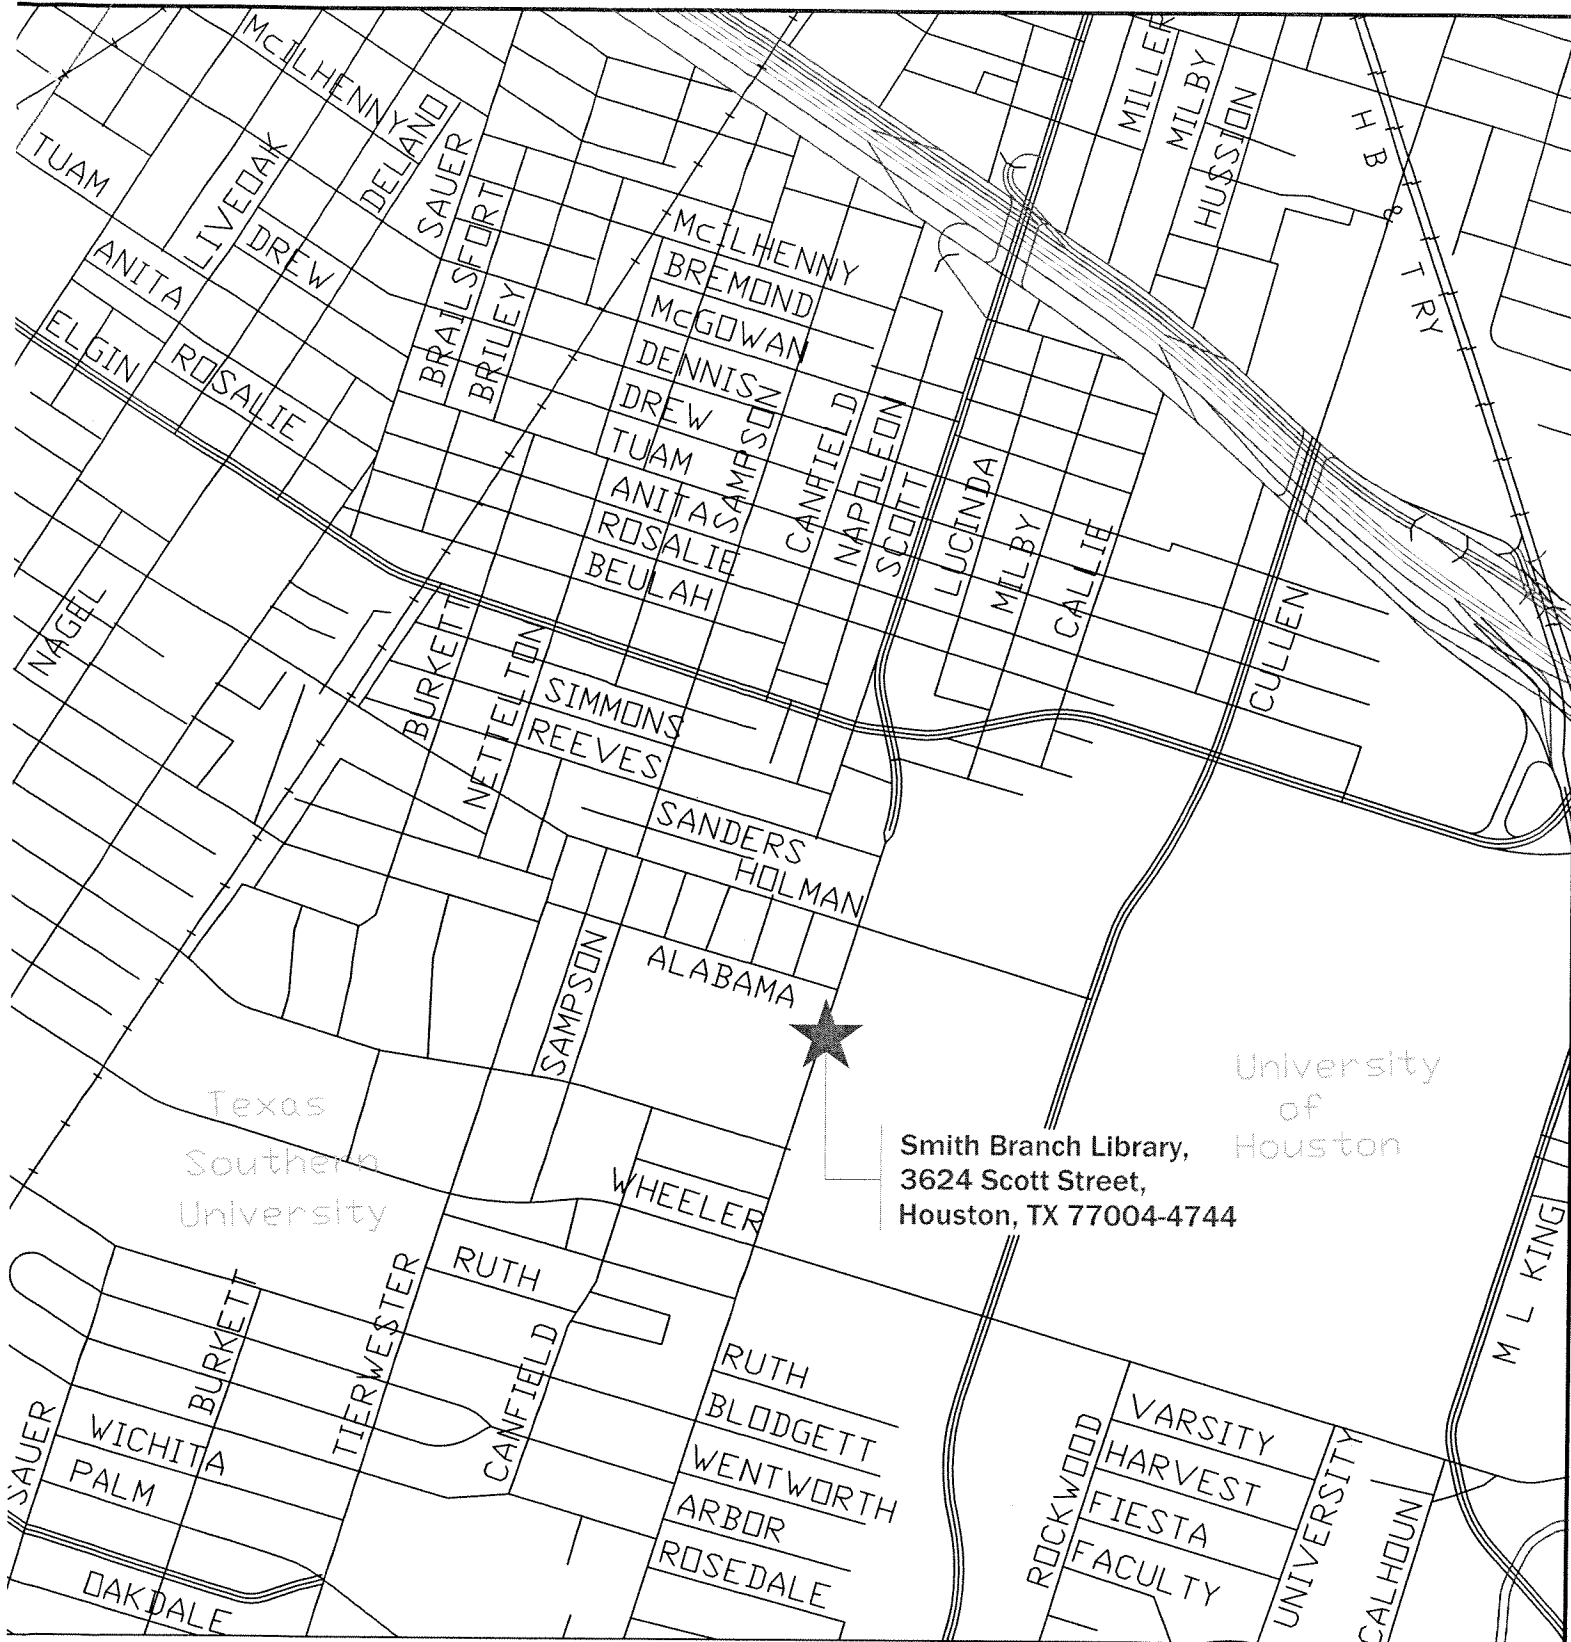 McILHENNY
MILLER
MILBY
HUSSION
H B & T RY
TUAM
LIVEOAK
DELANO
SAUER
BRAILSFORT
BRILEY
DREW
ANITA
ELGIN
ROSALIE
McILHENNY
BREMOND
McGOWAN
DENNIS
DREW
TUAM
ANITA
ROSALIE
BEULAH
SAMPSON
CANFIELD
NAPOLEON
SCOTT
LUCINDA
MILBY
CALLIE
CULLEN
NAGEL
BURKETT
NETTELTON
SIMMONS
REEVES
SANDERS
HOLMAN
ALABAMA
SAMPSON
Texas
Southern
University
University
of
Houston
Smith Branch Library,
3624 Scott Street,
Houston, TX 77004-4744
WHEELER
M L KING
RUTH
BURKETT
TIERWESTER
CANFIELD
SAUER
WICHITA
PALM
OAKDALE
RUTH
BLODGETT
WENTWORTH
ARBOR
ROSEDALE
ROCKWOOD
VARSITY
HARVEST
FIESTA
FACULTY
UNIVERSITY
CALHOUN